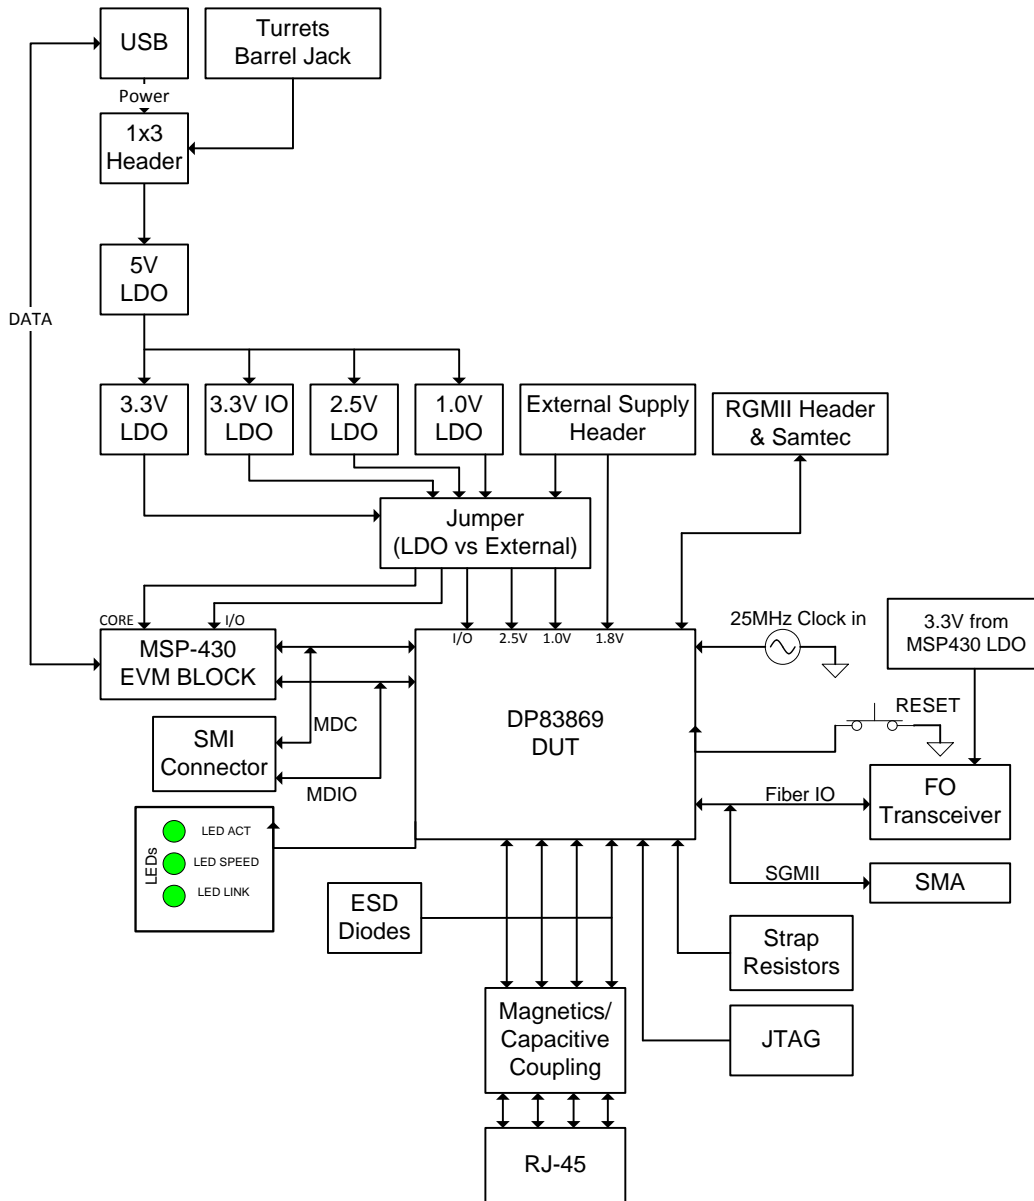 USB
Turrets
Barrel Jack
Power
1x3
Header
5V
LDO
DATA
3.3V
LDO
3.3V IO
LDO
2.5V
LDO
1.0V
LDO
External Supply
Header
RGMII Header
& Samtec
Jumper
(LDO vs External)
CORE
I/O
I/O
2.5V
1.0V
1.8V
25MHz Clock in
3.3V from
MSP430 LDO
MSP-430
EVM BLOCK
DP83869
DUT
RESET
MDC
SMI
Connector
MDIO
Fiber IO
FO
Transceiver
LEDs
LED ACT
LED SPEED
LED LINK
SGMII
SMA
ESD
Diodes
Strap
Resistors
Magnetics/
Capacitive
Coupling
JTAG
RJ-45